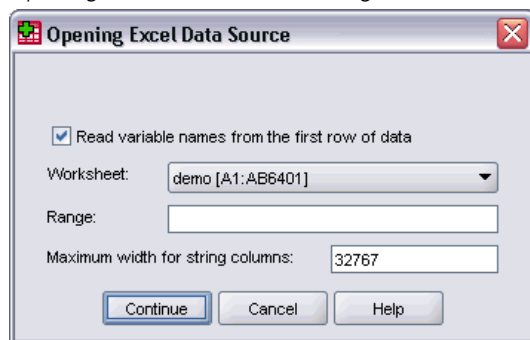 Opening Excel Data Source
Read variable names from the first row of data
Worksheet: demo [A1:AB6401]
Range:
Maximum width for string columns: 32767
Continue Cancel Help